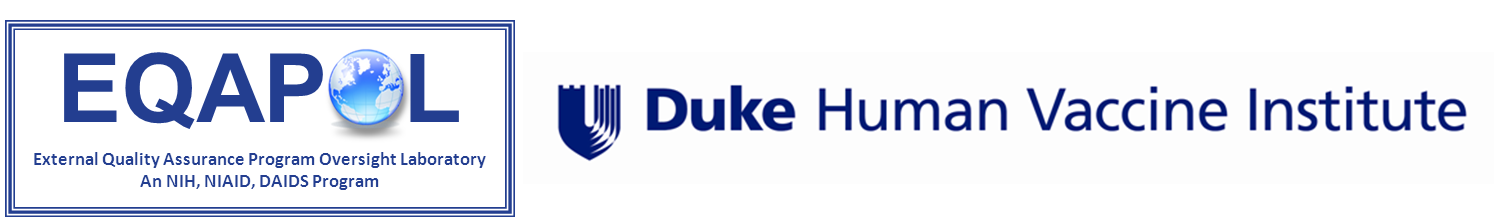 EQAPOL
External Quality Assurance Program Oversight Laboratory
An NIH, NIAID, DAIDS Program
Duke Human Vaccine Institute